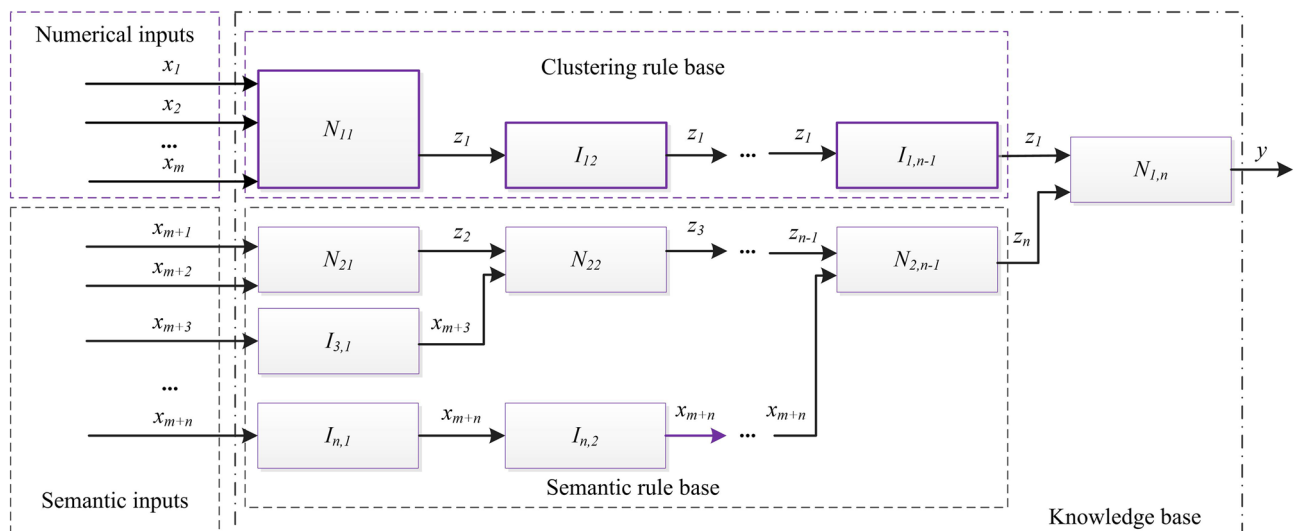 Numerical inputs
Clustering rule base
x1
x2
...
xm
N11
z1
I12
z1
...
z1
I1,n-1
z1
N1,n
y
xm+1
xm+2
xm+3
...
xm+n
N21
z2
N22
z3
...
zn-1
N2,n-1
zn
I3,1
xm+3
In,1
xm+n
In,2
xm+n
...
xm+n
Semantic inputs
Semantic rule base
Knowledge base